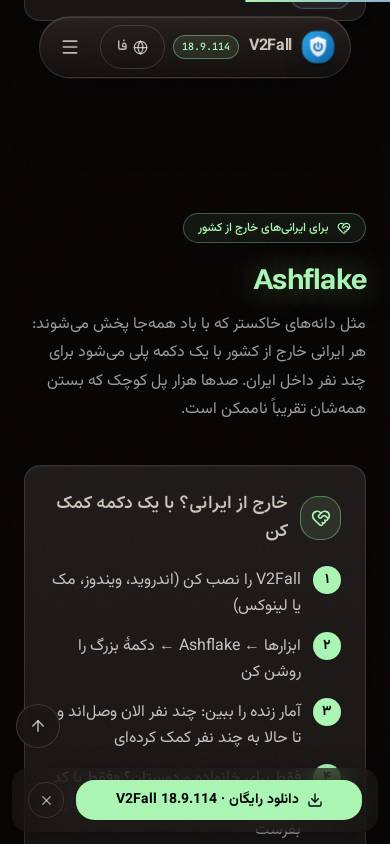 V2Fall
18.9.114
فا
برای ایرانی‌های خارج از کشور
Ashflake
مثل دانه‌های خاکستر که با باد همه‌جا پخش می‌شوند:
هر ایرانی خارج از کشور با یک دکمه پلی می‌شود برای
چند نفر داخل ایران. صدها هزار پل کوچک که بستن
همه‌شان تقریباً ناممکن است.
خارج از ایرانی؟ با یک دکمه کمک
کن
۱
V2Fall را نصب کن (اندروید، ویندوز، مک
یا لینوکس)
۲
ابزارها ← Ashflake ← دکمهٔ بزرگ را
روشن کن
۳
آمار زنده را ببین: چند نفر الان وصل‌اند و
تا حالا به چند نفر کمک کرده‌ای
۴
دانلود رایگان · V2Fall 18.9.114
بفرست